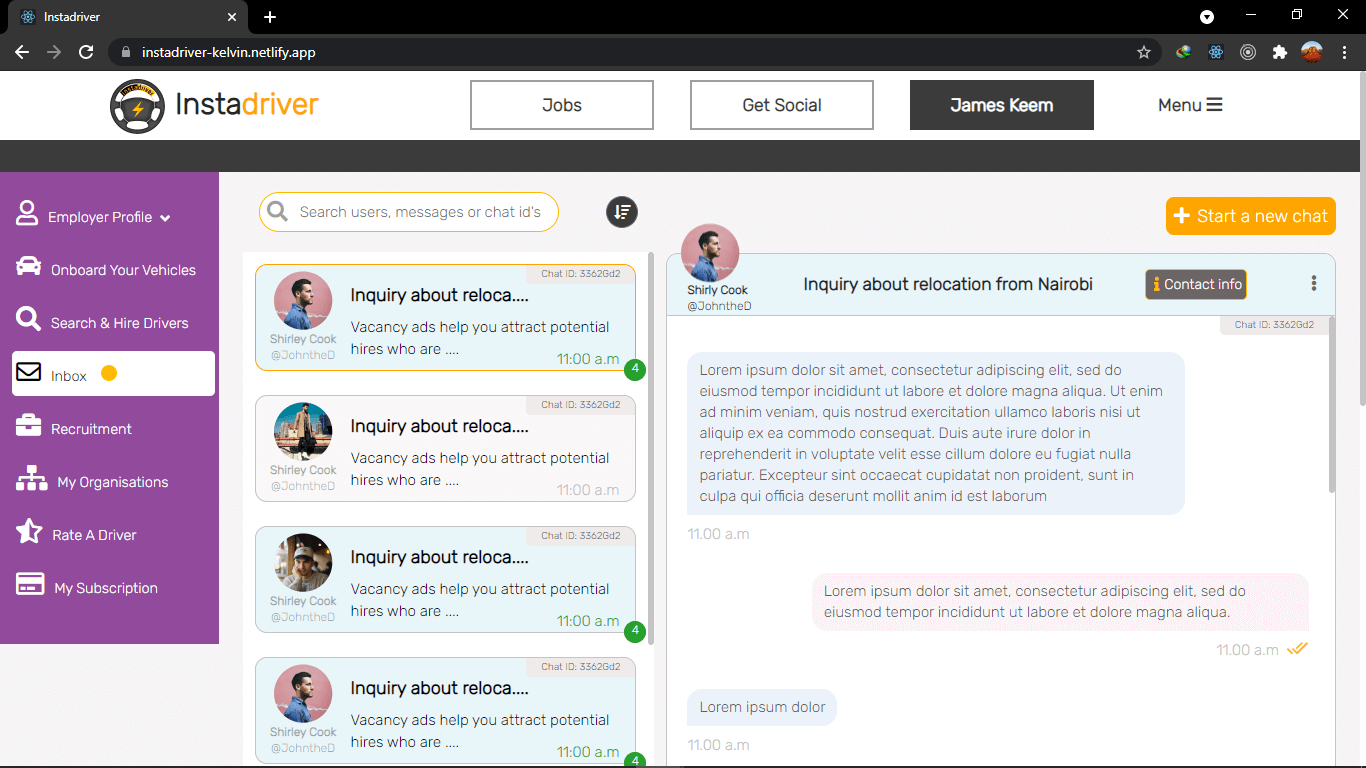 Instadriver
instadriver-kelvin.netlify.app
Instadriver
Jobs
Get Social
James Keem
Menu
Employer Profile
Onboard Your Vehicles
Search & Hire Drivers
Inbox
Recruitment
My Organisations
Rate A Driver
My Subscription
Search users, messages or chat id's
Start a new chat
Chat ID: 3362Gd2
Inquiry about reloca....
Vacancy ads help you attract potential
hires who are ....
Shirley Cook
@JohntheD
11:00 a.m
4
Chat ID: 3362Gd2
Inquiry about reloca....
Vacancy ads help you attract potential
hires who are ....
Shirley Cook
@JohntheD
11:00 a.m
Chat ID: 3362Gd2
Inquiry about reloca....
Vacancy ads help you attract potential
hires who are ....
Shirley Cook
@JohntheD
11:00 a.m
4
Chat ID: 3362Gd2
Inquiry about reloca....
Vacancy ads help you attract potential
hires who are ....
Shirley Cook
@JohntheD
11:00 a.m
4
Shirly Cook
@JohntheD
Inquiry about relocation from Nairobi
Contact info
Chat ID: 3362Gd2
Lorem ipsum dolor sit amet, consectetur adipiscing elit, sed do
eiusmod tempor incididunt ut labore et dolore magna aliqua. Ut enim
ad minim veniam, quis nostrud exercitation ullamco laboris nisi ut
aliquip ex ea commodo consequat. Duis aute irure dolor in
reprehenderit in voluptate velit esse cillum dolore eu fugiat nulla
pariatur. Excepteur sint occaecat cupidatat non proident, sunt in
culpa qui officia deserunt mollit anim id est laborum
11.00 a.m
Lorem ipsum dolor sit amet, consectetur adipiscing elit, sed do
eiusmod tempor incididunt ut labore et dolore magna aliqua.
11.00 a.m
Lorem ipsum dolor
11.00 a.m